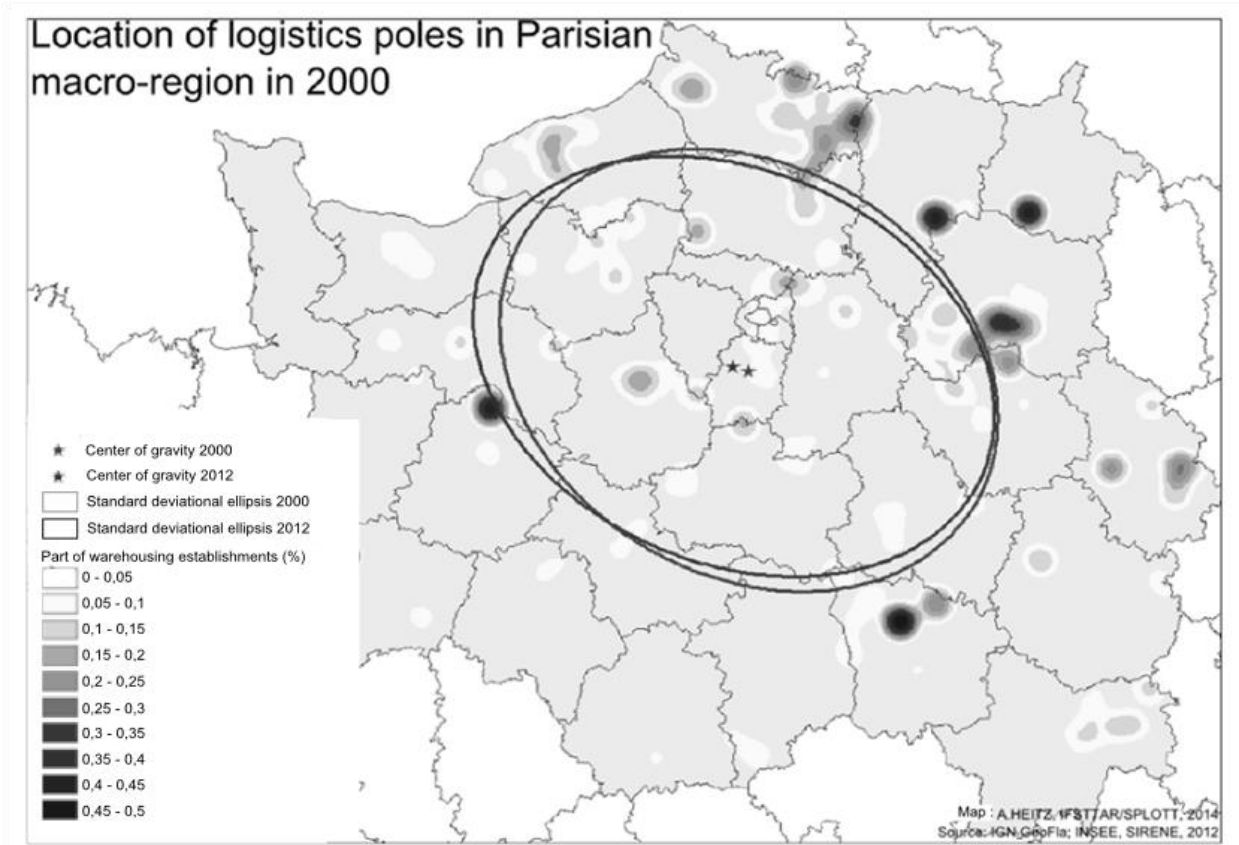 Location of logistics poles in Parisian
macro-region in 2000
Center of gravity 2000
Center of gravity 2012
Standard deviational ellipsis 2000
Standard deviational ellipsis 2012
Part of warehousing establishments (%)
0 - 0,05
0,05 - 0,1
0,1 - 0,15
0,15 - 0,2
0,2 - 0,25
0,25 - 0,3
0,3 - 0,35
0,35 - 0,4
0,4 - 0,45
0,45 - 0,5
Map : A.HEITZ, IFSTTAR/SPLOTT, 2014
Source: IGN GeoFla; INSEE, SIRENE, 2012